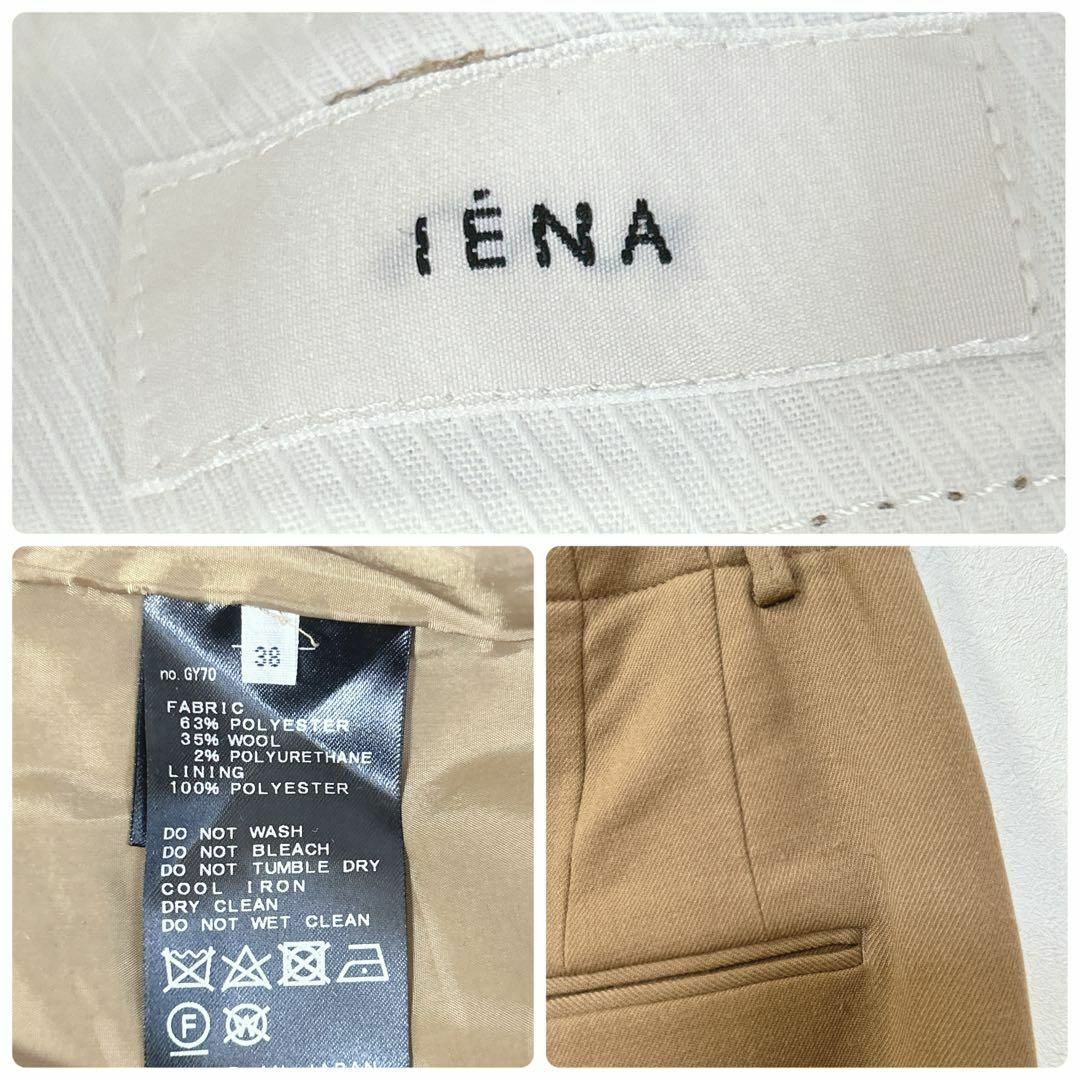 IÉNA
38
no. GY70
FABRIC
63% POLYESTER
35% WOOL
2% POLYURETHANE
LINING
100% POLYESTER
DO NOT WASH
DO NOT BLEACH
DO NOT TUMBLE DRY
COOL IRON
DRY CLEAN
DO NOT WET CLEAN
F
W
JAPAN